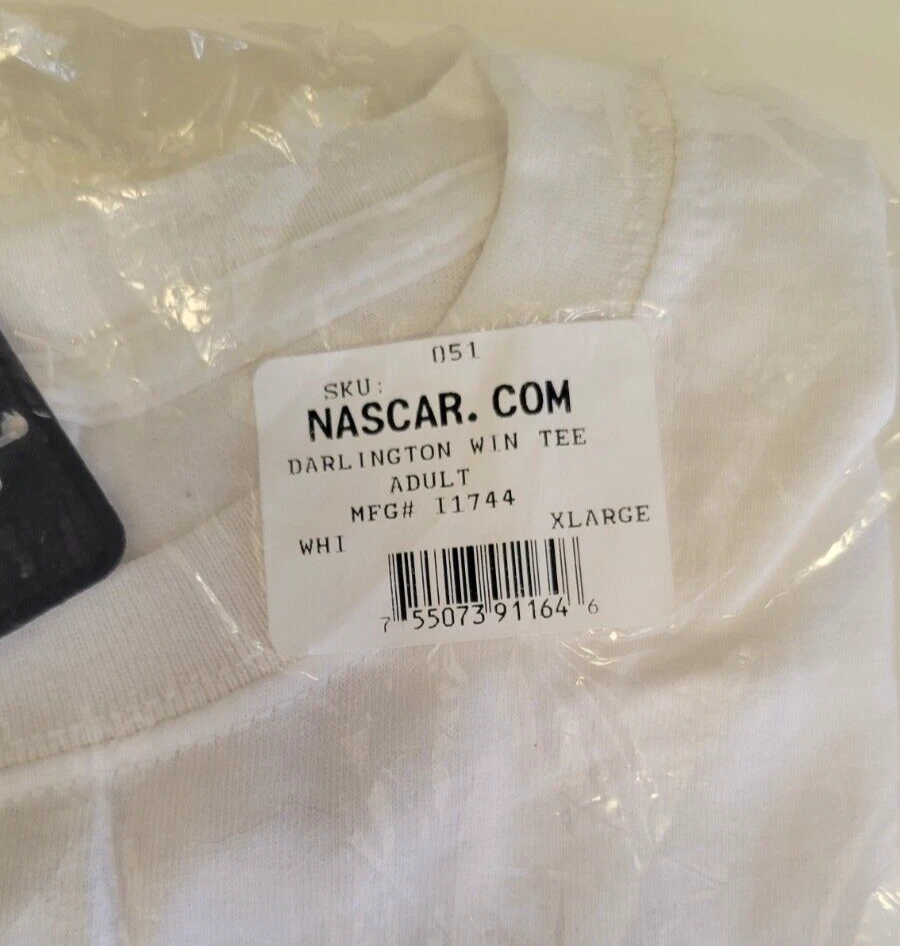 051
SKU:
NASCAR. COM
DARLINGTON WIN TEE
ADULT
MFG# I1744
WHI XLARGE
7 55073 91164 6